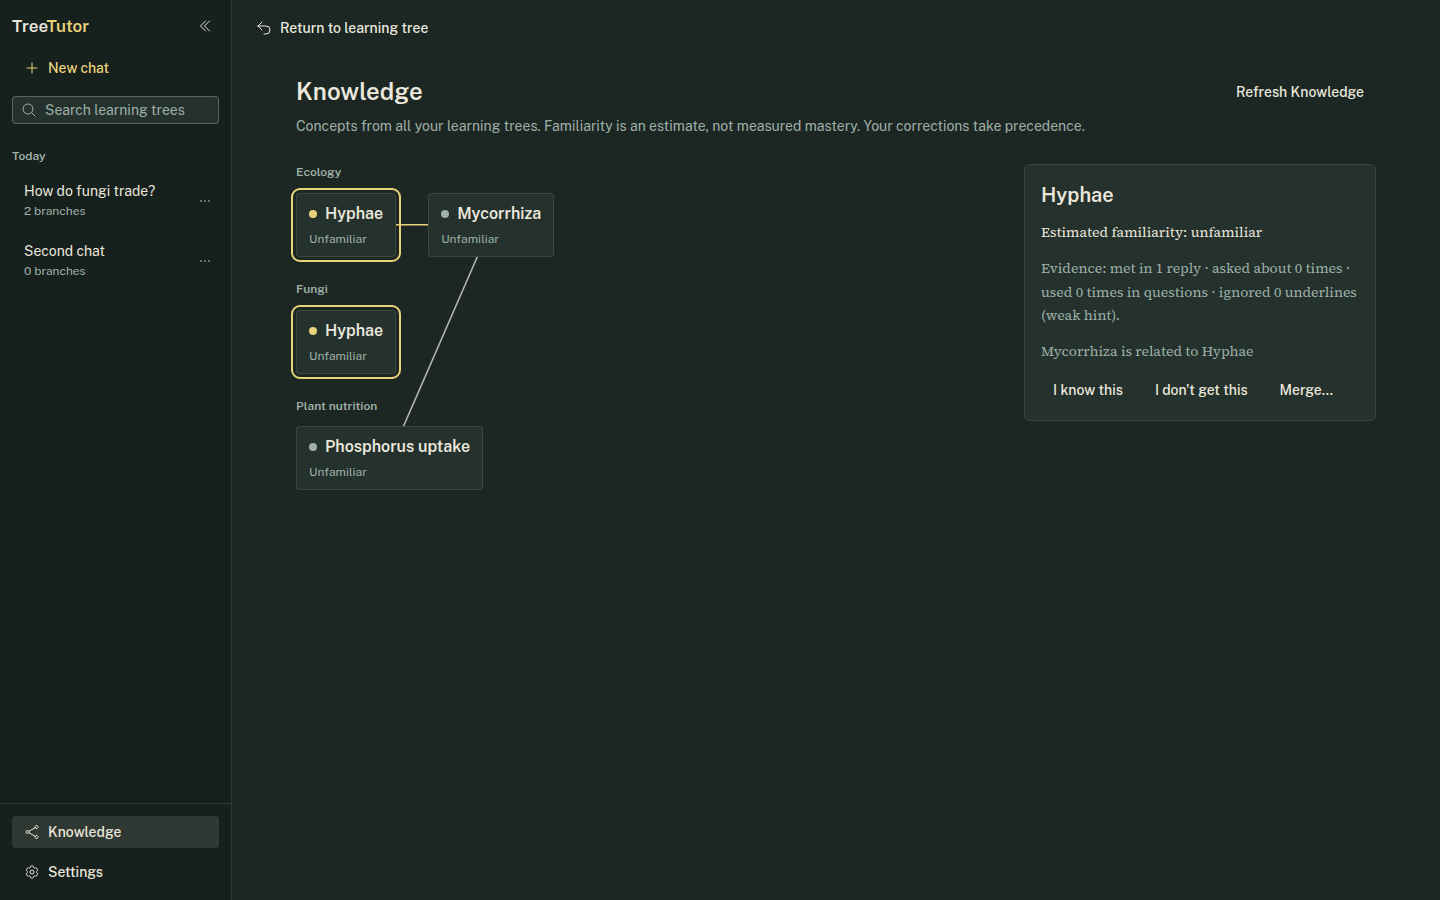 TreeTutor
New chat
Search learning trees
Today
How do fungi trade?
2 branches
Second chat
0 branches
Knowledge
Settings
Return to learning tree
Knowledge
Refresh Knowledge
Concepts from all your learning trees. Familiarity is an estimate, not measured mastery. Your corrections take precedence.
Ecology
Hyphae
Unfamiliar
Mycorrhiza
Unfamiliar
Fungi
Hyphae
Unfamiliar
Plant nutrition
Phosphorus uptake
Unfamiliar
Hyphae
Estimated familiarity: unfamiliar
Evidence: met in 1 reply · asked about 0 times ·
used 0 times in questions · ignored 0 underlines
(weak hint).
Mycorrhiza is related to Hyphae
I know this
I don't get this
Merge...